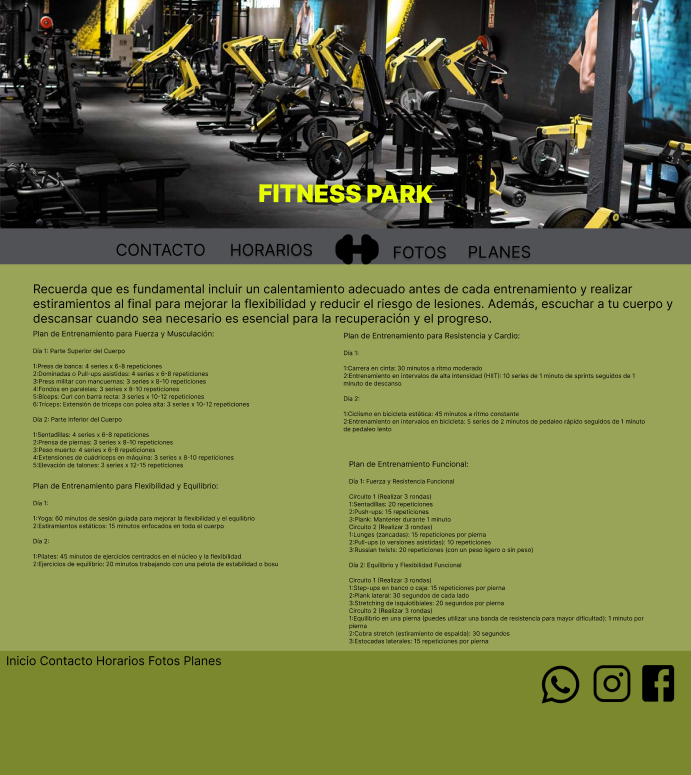 FITNESS PARK
CONTACTO HORARIOS FOTOS PLANES
Recuerda que es fundamental incluir un calentamiento adecuado antes de cada entrenamiento y realizar
estiramientos al final para mejorar la flexibilidad y reducir el riesgo de lesiones. Además, escuchar a tu cuerpo y
descansar cuando sea necesario es esencial para la recuperación y el progreso.
Plan de Entrenamiento para Fuerza y Musculación:
Día 1: Parte Superior del Cuerpo
1:Press de banca: 4 series x 6-8 repeticiones
2:Dominadas o Pull-ups asistidas: 4 series x 6-8 repeticiones
3:Press militar con mancuernas: 3 series x 8-10 repeticiones
4:Fondos en paralelas: 3 series x 8-10 repeticiones
5:Bíceps: Curl con barra recta: 3 series x 10-12 repeticiones
6:Tríceps: Extensión de tríceps con polea alta: 3 series x 10-12 repeticiones
Día 2: Parte Inferior del Cuerpo
1:Sentadillas: 4 series x 6-8 repeticiones
2:Prensa de piernas: 3 series x 8-10 repeticiones
3:Peso muerto: 4 series x 6-8 repeticiones
4:Extensiones de cuádriceps en máquina: 3 series x 8-10 repeticiones
5:Elevación de talones: 3 series x 12-15 repeticiones
Plan de Entrenamiento para Flexibilidad y Equilibrio:
Día 1:
1:Yoga: 60 minutos de sesión guiada para mejorar la flexibilidad y el equilibrio
2:Estiramientos estáticos: 15 minutos enfocados en todo el cuerpo
Día 2:
1:Pilates: 45 minutos de ejercicios centrados en el núcleo y la flexibilidad
2:Ejercicios de equilibrio: 20 minutos trabajando con una pelota de estabilidad o bosu
Plan de Entrenamiento para Resistencia y Cardio:
Día 1:
1:Carrera en cinta: 30 minutos a ritmo moderado
2:Entrenamiento en intervalos de alta intensidad (HIIT): 10 series de 1 minuto de sprints seguidos de 1
minuto de descanso
Día 2:
1:Ciclismo en bicicleta estática: 45 minutos a ritmo constante
2:Entrenamiento en intervalos en bicicleta: 5 series de 2 minutos de pedaleo rápido seguidos de 1 minuto
de pedaleo lento
Plan de Entrenamiento Funcional:
Día 1: Fuerza y Resistencia Funcional
Circuito 1 (Realizar 3 rondas)
1:Sentadillas: 20 repeticiones
2:Push-ups: 15 repeticiones
3:Plank: Mantener durante 1 minuto
Circuito 2 (Realizar 3 rondas)
1:Lunges (zancadas): 15 repeticiones por pierna
2:Pull-ups (o versiones asistidas): 10 repeticiones
3:Russian twists: 20 repeticiones (con un peso ligero o sin peso)
Día 2: Equilibrio y Flexibilidad Funcional
Circuito 1 (Realizar 3 rondas)
1:Step-ups en banco o caja: 15 repeticiones por pierna
2:Plank lateral: 30 segundos de cada lado
3:Stretching de isquiotibiales: 20 segundos por pierna
Circuito 2 (Realizar 3 rondas)
1:Equilibrio en una pierna (puedes utilizar una banda de resistencia para mayor dificultad): 1 minuto por
pierna
2:Cobra stretch (estiramiento de espalda): 30 segundos
3:Estocadas laterales: 15 repeticiones por pierna
Inicio Contacto Horarios Fotos Planes